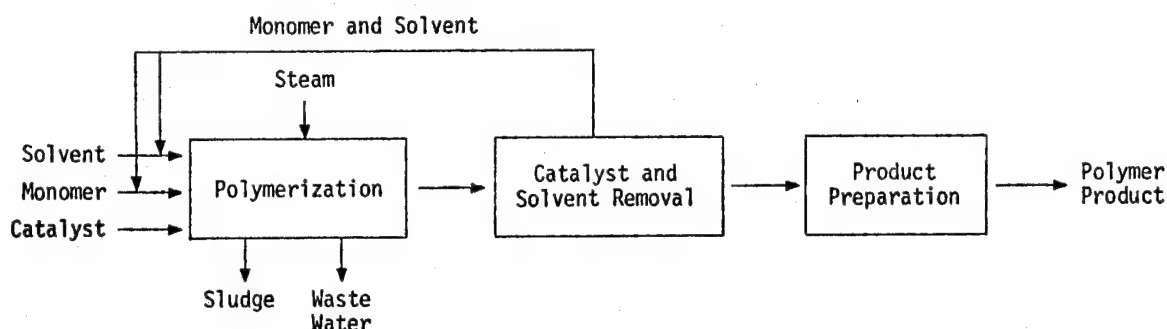 Monomer and Solvent
Steam
Solvent
Monomer
Catalyst
Polymerization
Catalyst and
Solvent Removal
Product
Preparation
Polymer
Product
Sludge
Waste
Water